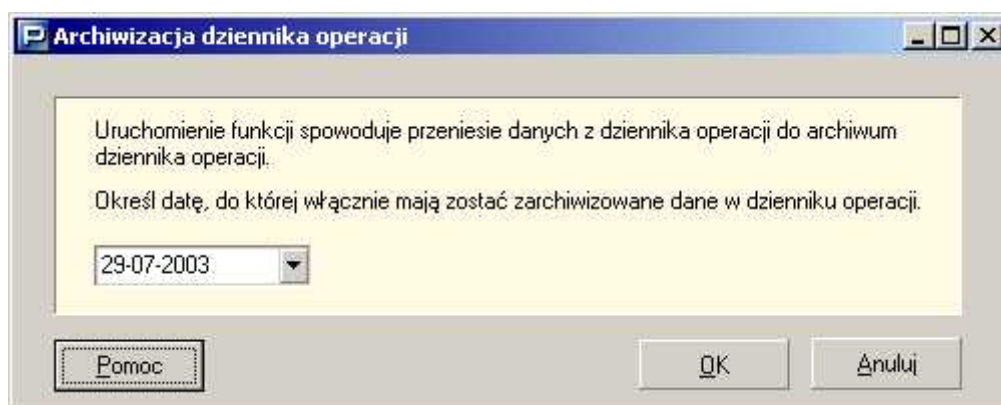 Archiwizacja dziennika operacji
Uruchomienie funkcji spowoduje przeniesie danych z dziennika operacji do archiwum
dziennika operacji.
Określ datę, do której włącznie mają zostać zarchiwizowane dane w dzienniku operacji.
29-07-2003
Pomoc
OK
Anuluj